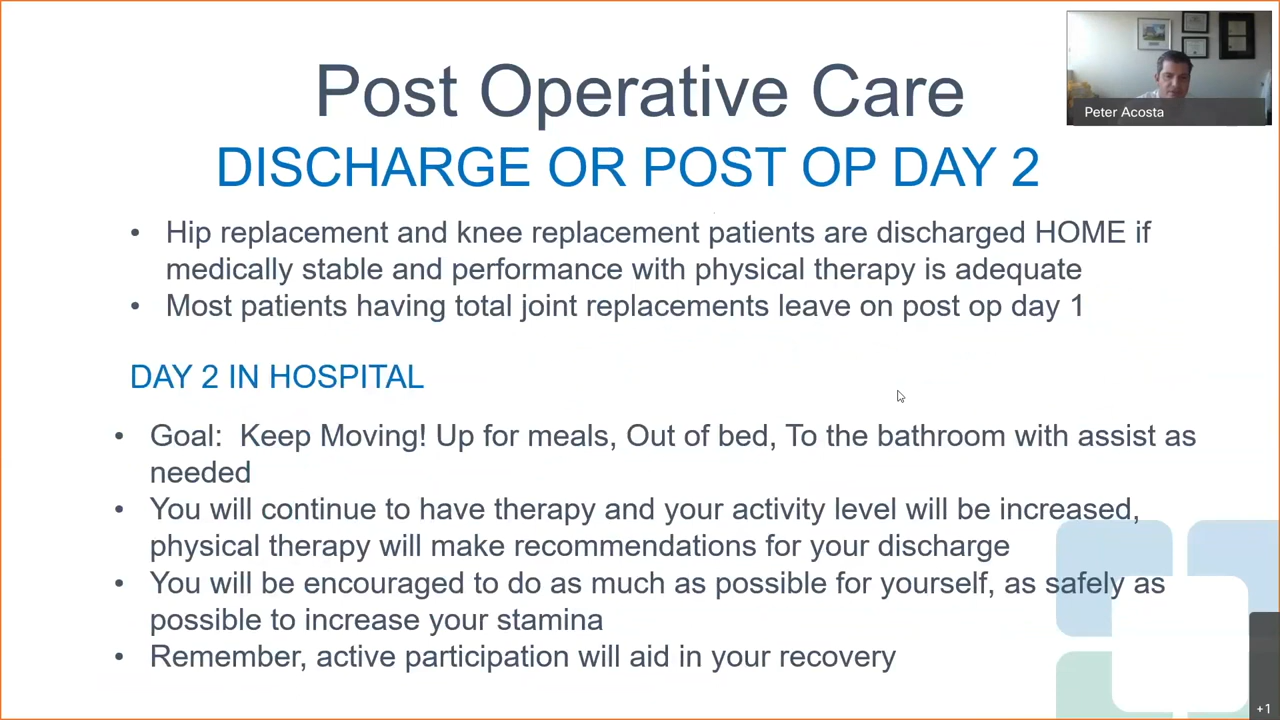 Post Operative Care
Peter Acosta
DISCHARGE OR POST OP DAY 2
• Hip replacement and knee replacement patients are discharged HOME if
medically stable and performance with physical therapy is adequate
• Most patients having total joint replacements leave on post op day 1
DAY 2 IN HOSPITAL
• Goal:  Keep Moving! Up for meals, Out of bed, To the bathroom with assist as
needed
• You will continue to have therapy and your activity level will be increased,
physical therapy will make recommendations for your discharge
• You will be encouraged to do as much as possible for yourself, as safely as
possible to increase your stamina
• Remember, active participation will aid in your recovery
+1